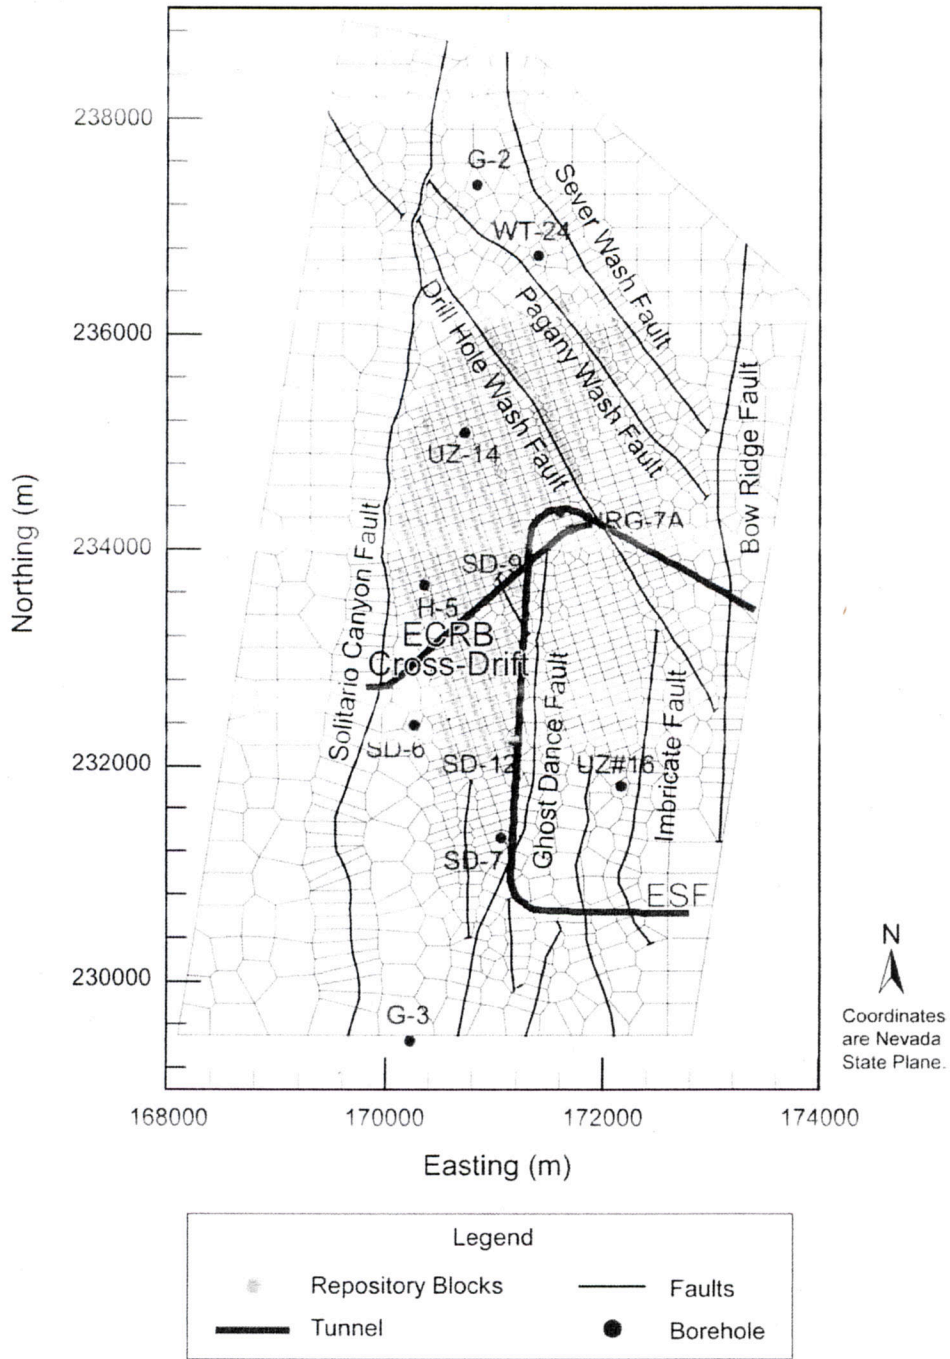 238000
G-2
Sever Wash Fault
WT-24
236000
Drill Hole Wash Fault
Pagany Wash Fault
Bow Ridge Fault
UZ-14
Northing (m)
234000
NRG-7A
SD-9
Solitario Canyon Fault
H-5
ECRB
Cross-Drift
Ghost Dance Fault
Imbricate Fault
SD-6
232000
SD-12
UZ#16
SD-7
ESF
230000
G-3
N
Coordinates
are Nevada
State Plane.
168000
170000
172000
174000
Easting (m)
Legend
Repository Blocks
Faults
Tunnel
Borehole